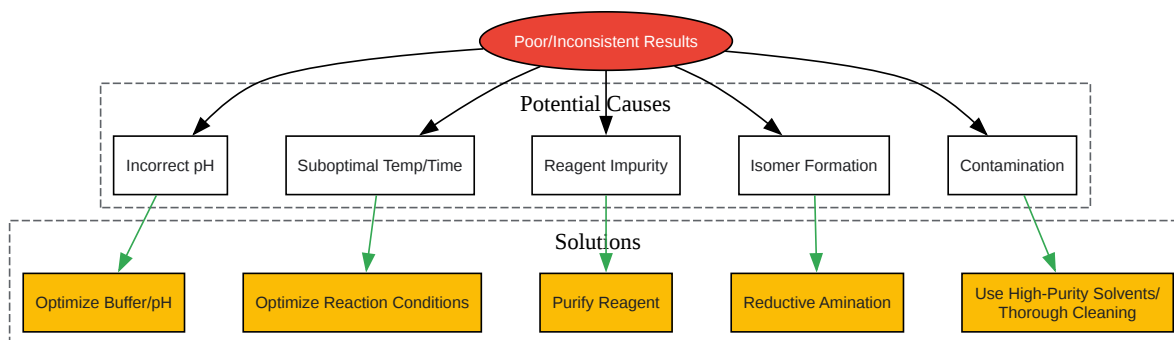 Poor/Inconsistent Results
Potential Causes
Incorrect pH
Suboptimal Temp/Time
Reagent Impurity
Isomer Formation
Contamination
Solutions
Optimize Buffer/pH
Optimize Reaction Conditions
Purify Reagent
Reductive Amination
Use High-Purity Solvents/
Thorough Cleaning